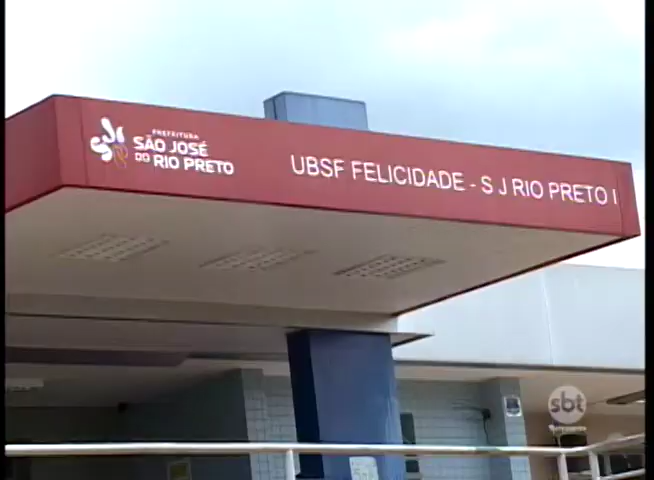 PREFEITURA
SÃO JOSÉ
DO RIO PRETO
UBSF FELICIDADE - S J RIO PRETO I
sbt